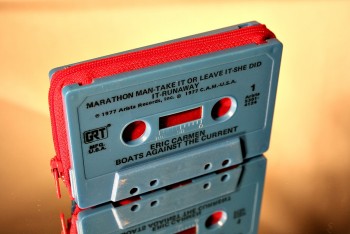 MARATHON MAN-TAKE IT OR LEAVE IT-SHE DID
IT-RUNAWAY
© 1977 Arista Records, Inc. ℗ 1977 C.A.M.-U.S.A.
GRT
MFG.
U.S.A.
1
ERIC CARMEN
BOATS AGAINST THE CURRENT